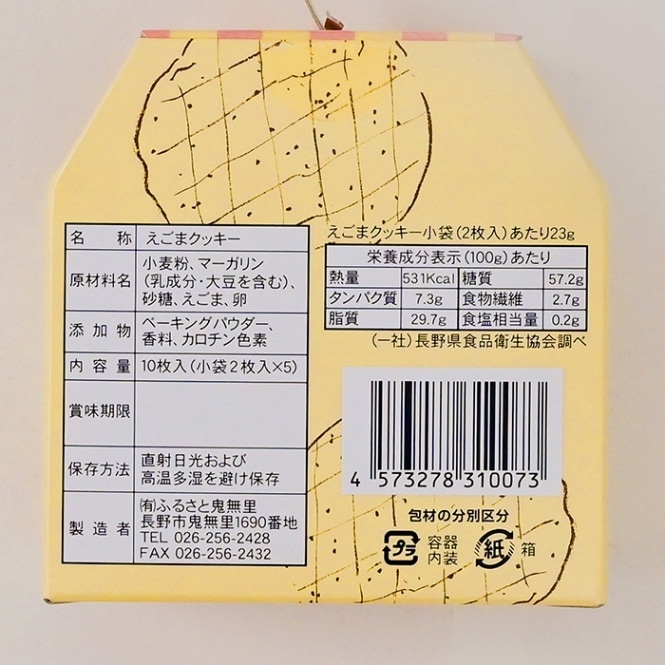 名称 えごまクッキー
原材料名 小麦粉、マーガリン
(乳成分・大豆を含む)、
砂糖、えごま、卵
添加物 ベーキングパウダー、
香料、カロチン色素
内容量 10枚入(小袋2枚入×5)
賞味期限
保存方法 直射日光および
高温多湿を避け保存
製造者 ㈲ふるさと鬼無里
長野市鬼無里1690番地
TEL 026-256-2428
FAX 026-256-2432
えごまクッキー小袋(2枚入)あたり23g
栄養成分表示(100g)あたり
熱量 531Kcal 糖質 57.2g
タンパク質 7.3g 食物繊維 2.7g
脂質 29.7g 食塩相当量 0.2g
(一社)長野県食品衛生協会調べ
4 573278 310073
包材の分別区分
プラ 容器 紙 箱
内装